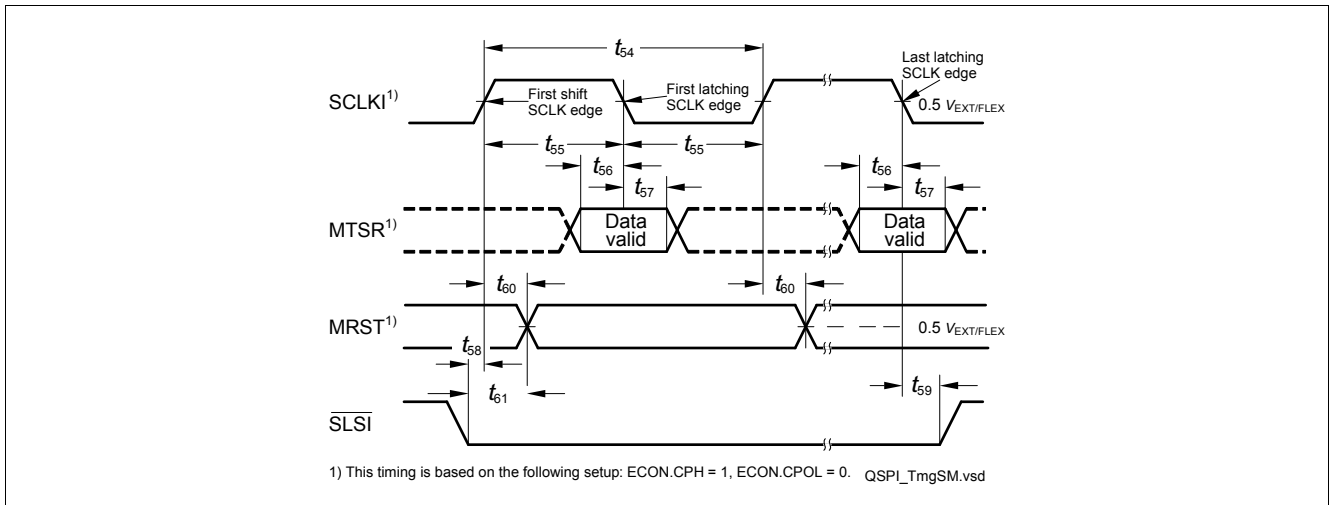 t54
SCLKI1)
First shift
SCLK edge
First latching
SCLK edge
Last latching
SCLK edge
0.5 VEXT/FLEX
t55
t55
t56
t57
t56
t57
MTSR1)
Data
valid
Data
valid
t60
t60
MRST1)
0.5 VEXT/FLEX
t58
t61
t59
SLSI
1) This timing is based on the following setup: ECON.CPH = 1, ECON.CPOL = 0.
QSPI_TmgSM.vsd